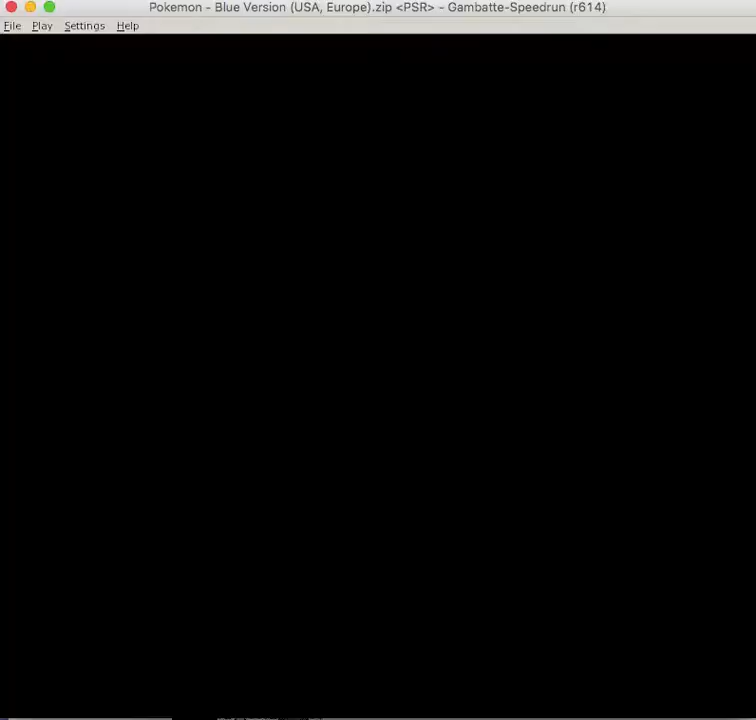 Pokemon - Blue Version (USA, Europe).zip <PSR> - Gambatte-Speedrun (r614)
File Play Settings Help